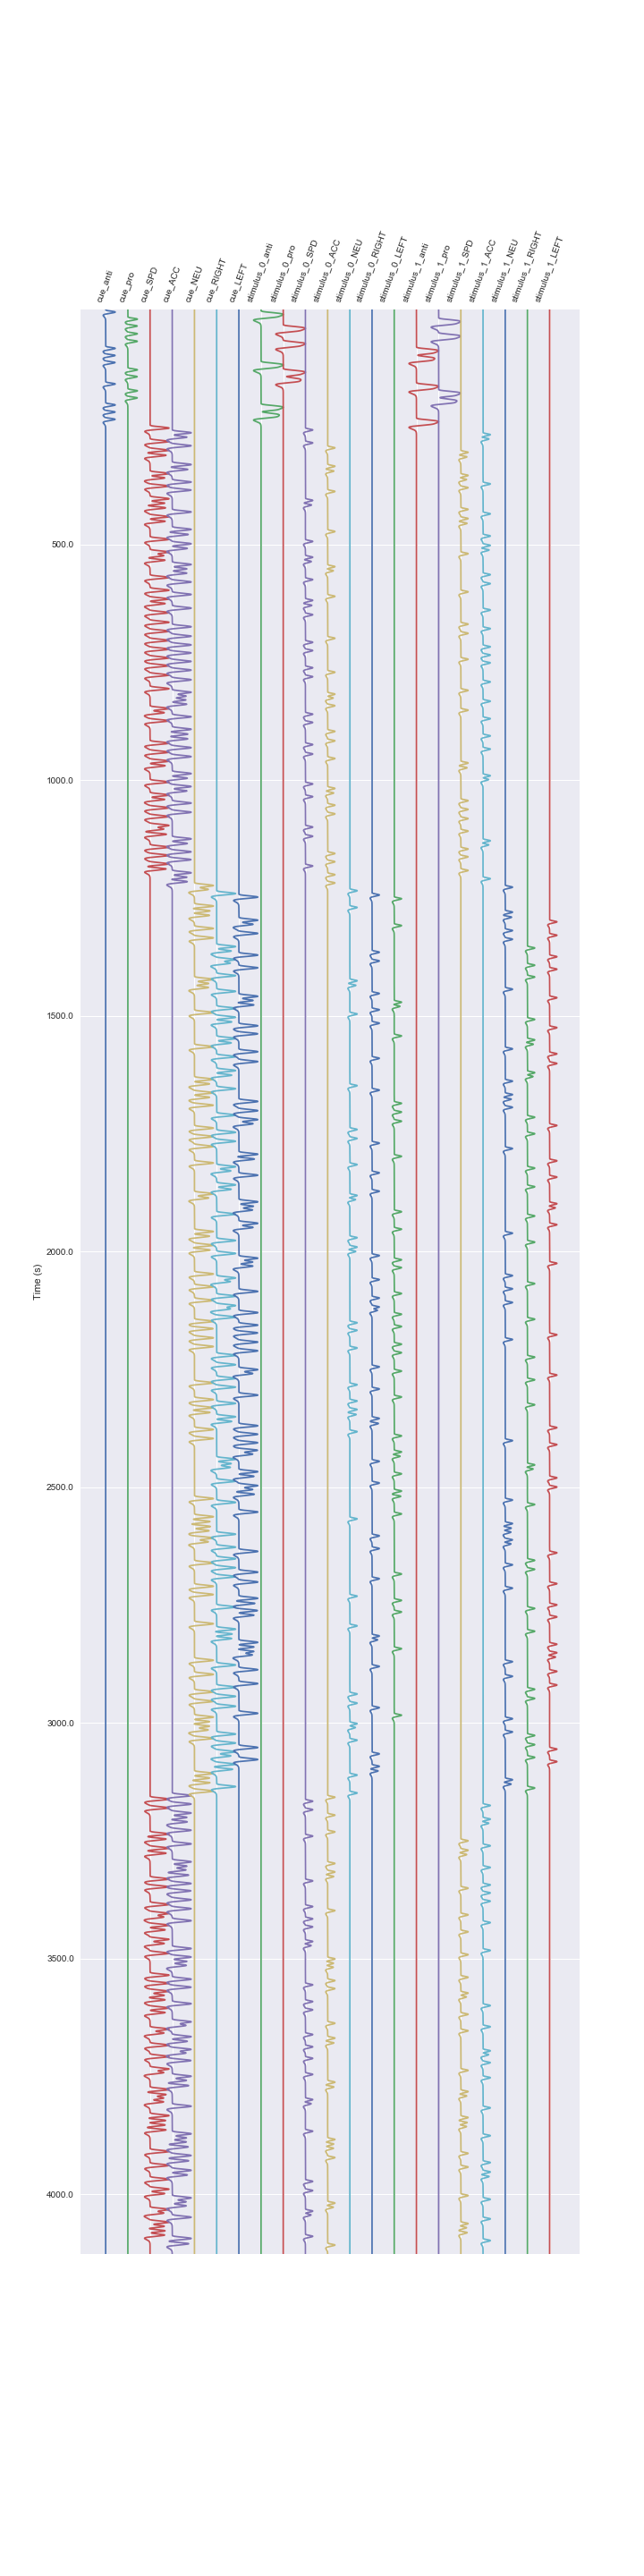 cue_anti
cue_pro
cue_SPD
cue_ACC
cue_NEU
cue_RIGHT
cue_LEFT
stimulus_0_anti
stimulus_0_pro
stimulus_0_SPD
stimulus_0_ACC
stimulus_0_NEU
stimulus_0_RIGHT
stimulus_0_LEFT
stimulus_1_anti
stimulus_1_pro
stimulus_1_SPD
stimulus_1_ACC
stimulus_1_NEU
stimulus_1_RIGHT
stimulus_1_LEFT
500.0
1000.0
1500.0
2000.0
Time (s)
2500.0
3000.0
3500.0
4000.0